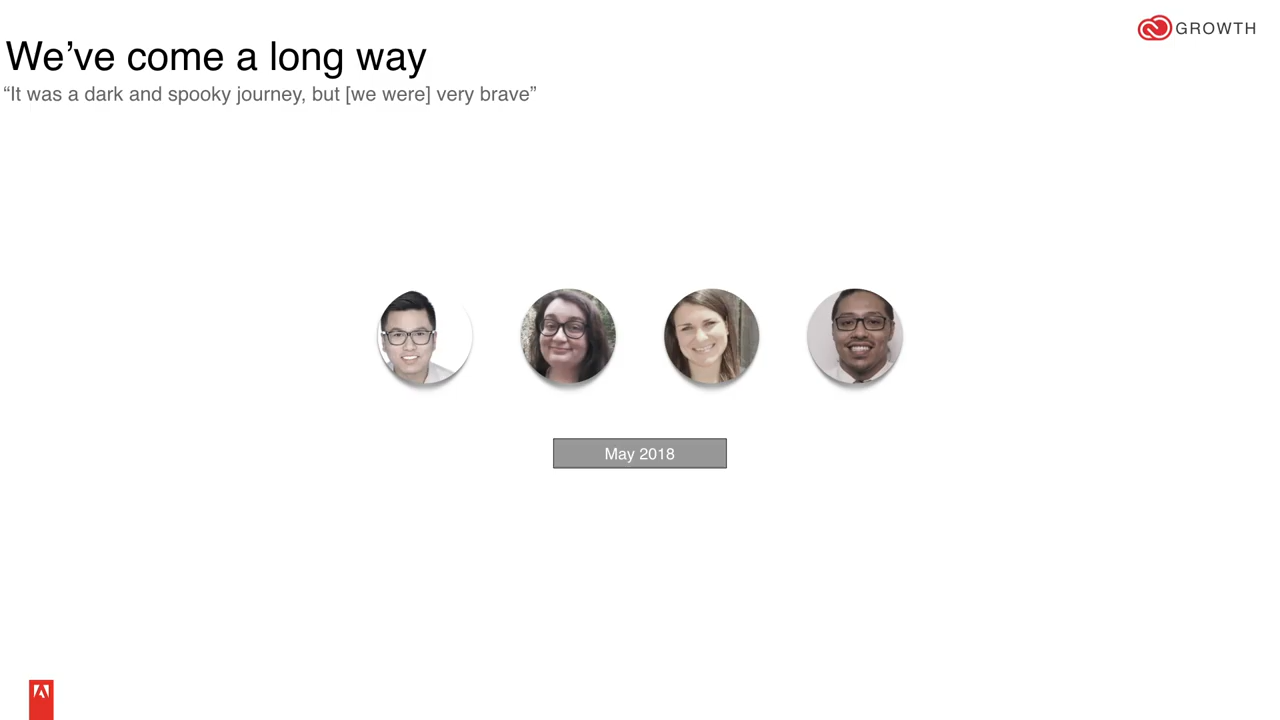 GROWTH
We’ve come a long way
“It was a dark and spooky journey, but [we were] very brave”
May 2018